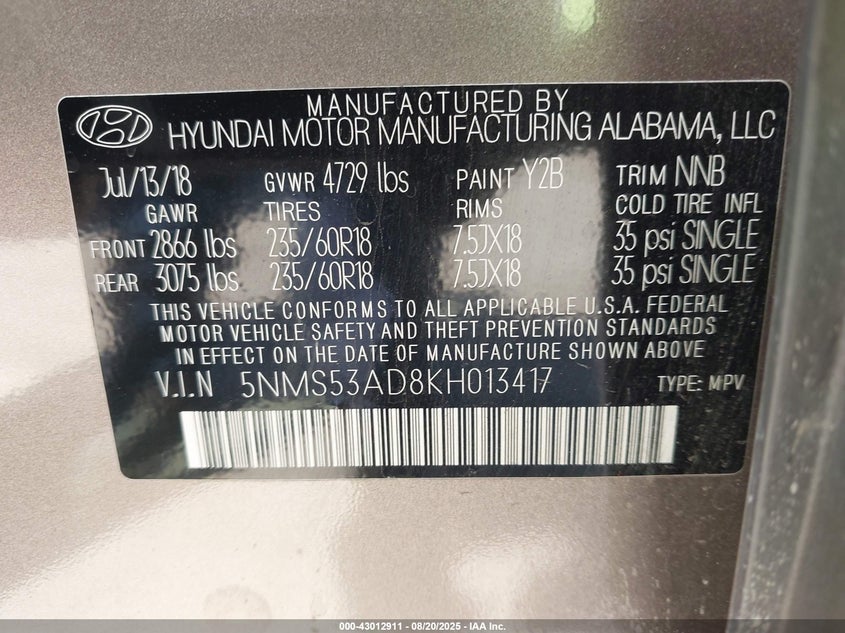 MANUFACTURED BY
HYUNDAI MOTOR MANUFACTURING ALABAMA, LLC
Jul/13/18 GVWR 4729 lbs PAINT Y2B TRIM NNB
GAWR TIRES RIMS COLD TIRE INFL
FRONT 2866 lbs 235/60R18 7.5JX18 35 psi SINGLE
REAR 3075 lbs 235/60R18 7.5JX18 35 psi SINGLE
THIS VEHICLE CONFORMS TO ALL APPLICABLE U.S.A. FEDERAL
MOTOR VEHICLE SAFETY AND THEFT PREVENTION STANDARDS
IN EFFECT ON THE DATE OF MANUFACTURE SHOWN ABOVE
V.I.N 5NMS53AD8KH013417 TYPE: MPV
000-43012911 - 08/20/2025 - IAA Inc.